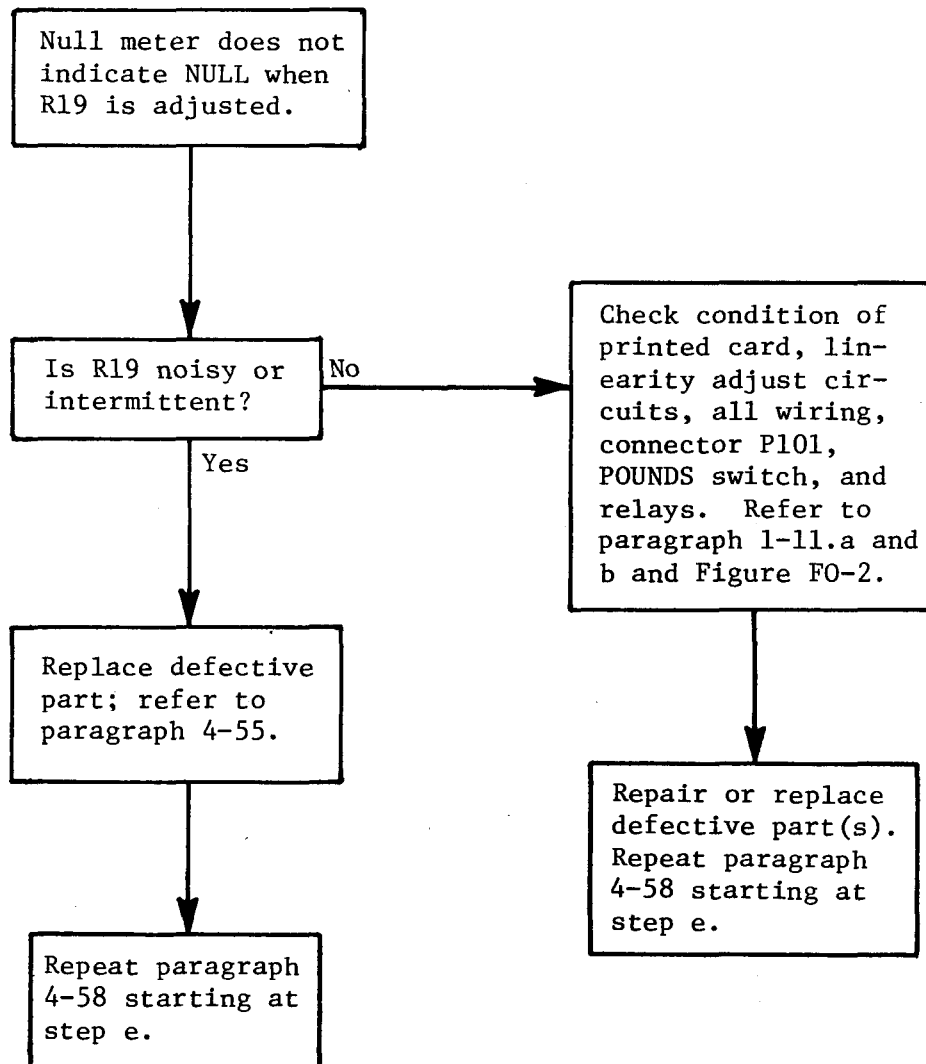 Null meter does not
indicate NULL when
R19 is adjusted.
Is R19 noisy or
intermittent?
No
Yes
Check condition of
printed card, lin-
earity adjust cir-
cuits, all wiring,
connector P101,
POUNDS switch, and
relays. Refer to
paragraph 1-11.a and
b and Figure FO-2.
Replace defective
part; refer to
paragraph 4-55.
Repair or replace
defective part(s).
Repeat paragraph
4-58 starting at
step e.
Repeat paragraph
4-58 starting at
step e.